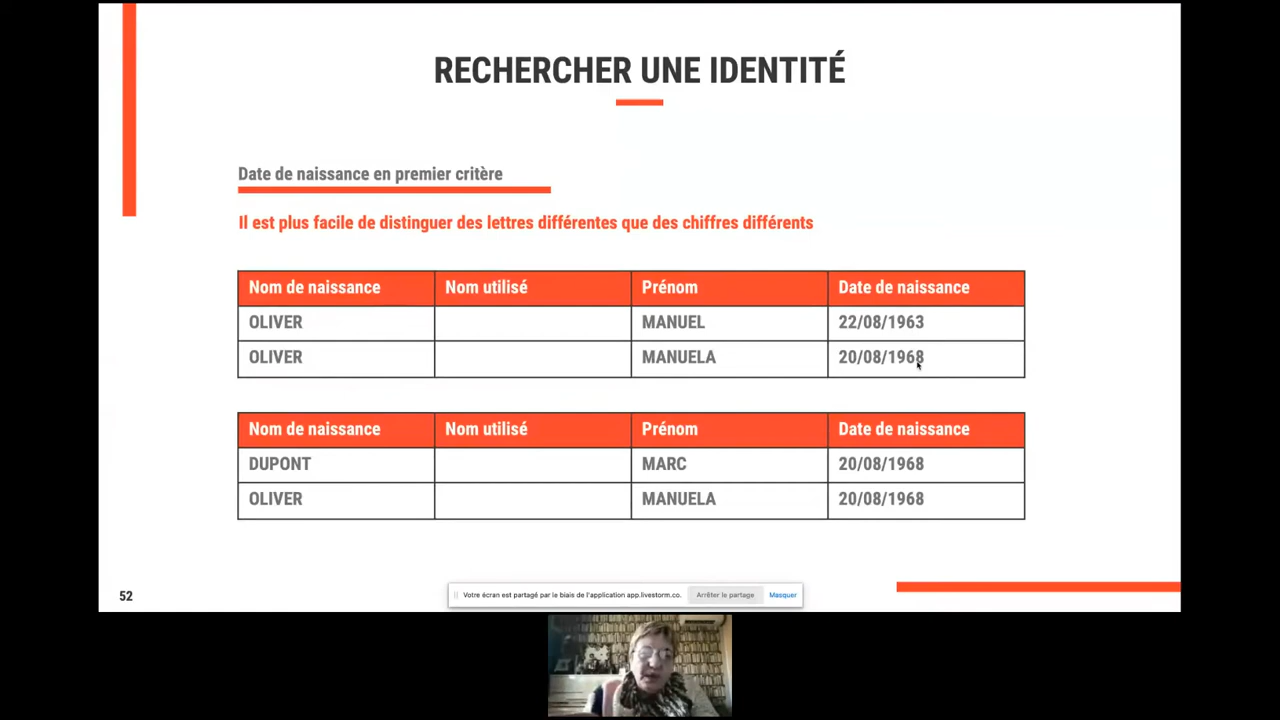 RECHERCHER UNE IDENTITÉ
Date de naissance en premier critère
Il est plus facile de distinguer des lettres différentes que des chiffres différents
Nom de naissance Nom utilisé Prénom Date de naissance
OLIVER MANUEL 22/08/1963
OLIVER MANUELA 20/08/1968
Nom de naissance Nom utilisé Prénom Date de naissance
DUPONT MARC 20/08/1968
OLIVER MANUELA 20/08/1968
52
Votre écran est partagé par le biais de l'application app.livestorm.co. Arrêter le partage Masquer